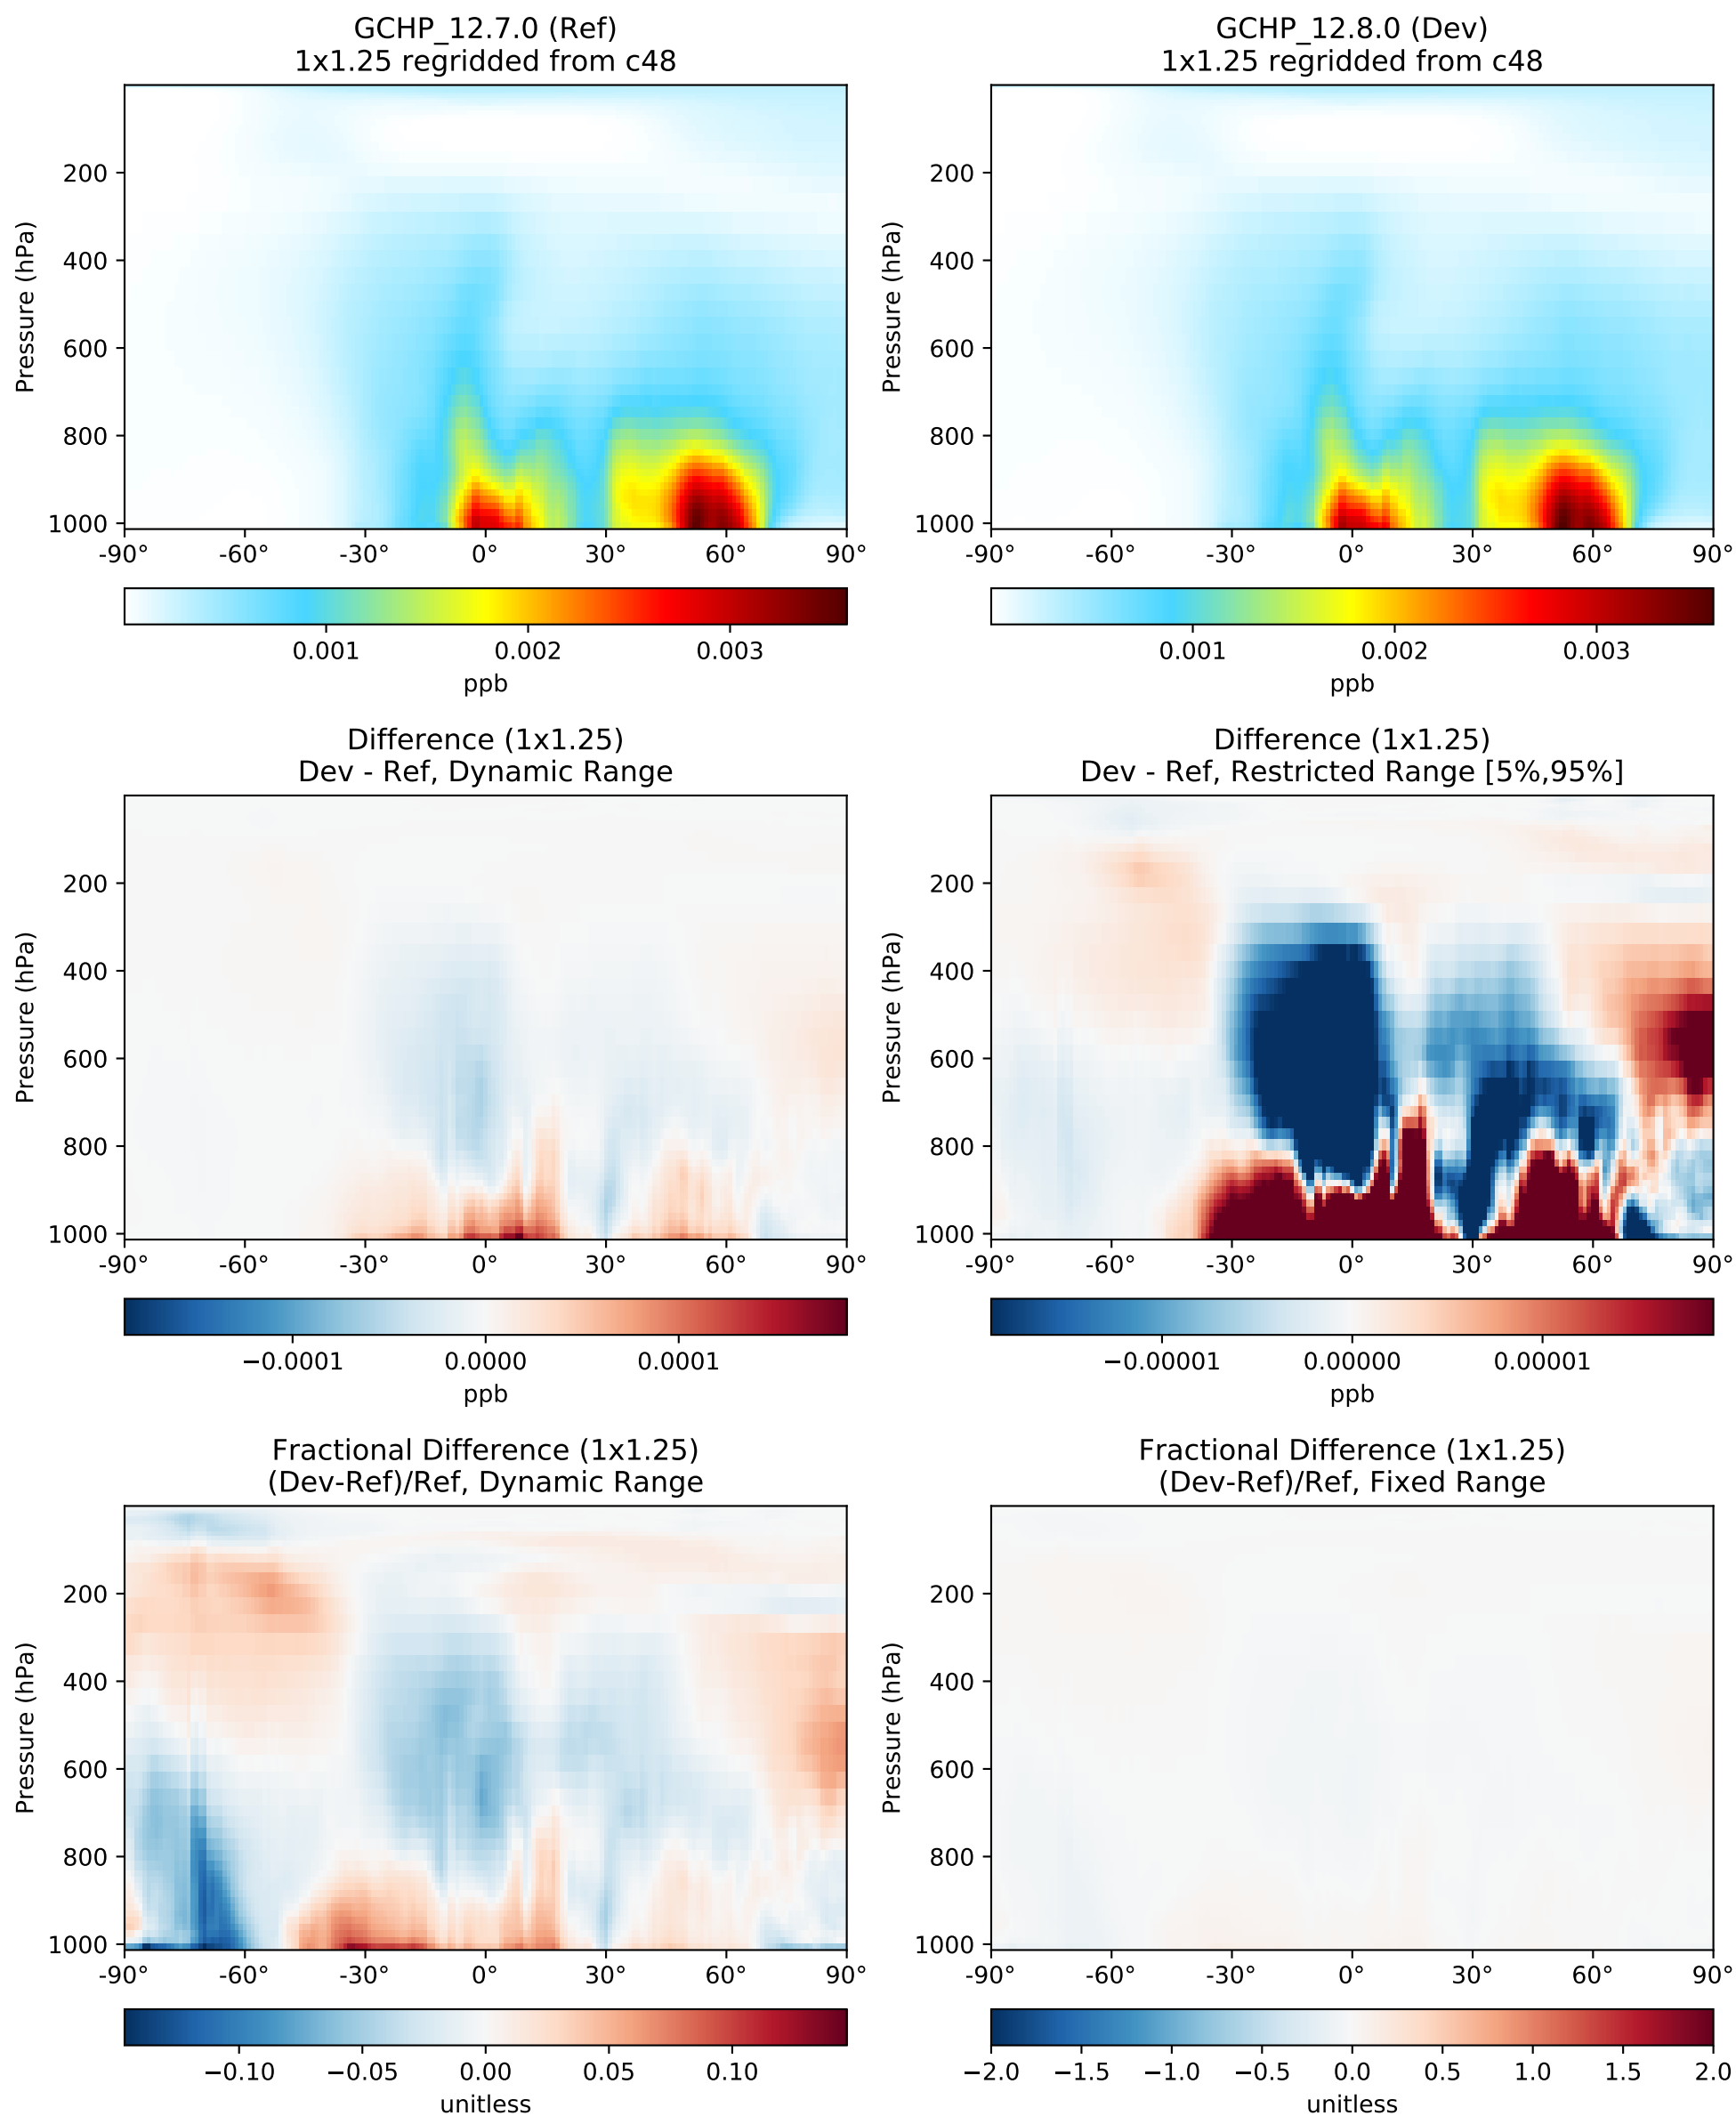 GCHP_12.7.0 (Ref)
1x1.25 regridded from c48
Pressure (hPa)
200
400
600
800
1000
-90° -60° -30° 0° 30° 60° 90°
0.001 0.002 0.003
ppb
GCHP_12.8.0 (Dev)
1x1.25 regridded from c48
Pressure (hPa)
200
400
600
800
1000
-90° -60° -30° 0° 30° 60° 90°
0.001 0.002 0.003
ppb
Difference (1x1.25)
Dev - Ref, Dynamic Range
Pressure (hPa)
200
400
600
800
1000
-90° -60° -30° 0° 30° 60° 90°
−0.0001 0.0000 0.0001
ppb
Difference (1x1.25)
Dev - Ref, Restricted Range [5%,95%]
Pressure (hPa)
200
400
600
800
1000
-90° -60° -30° 0° 30° 60° 90°
−0.00001 0.00000 0.00001
ppb
Fractional Difference (1x1.25)
(Dev-Ref)/Ref, Dynamic Range
Pressure (hPa)
200
400
600
800
1000
-90° -60° -30° 0° 30° 60° 90°
−0.10 −0.05 0.00 0.05 0.10
unitless
Fractional Difference (1x1.25)
(Dev-Ref)/Ref, Fixed Range
Pressure (hPa)
200
400
600
800
1000
-90° -60° -30° 0° 30° 60° 90°
−2.0 −1.5 −1.0 −0.5 0.0 0.5 1.0 1.5 2.0
unitless